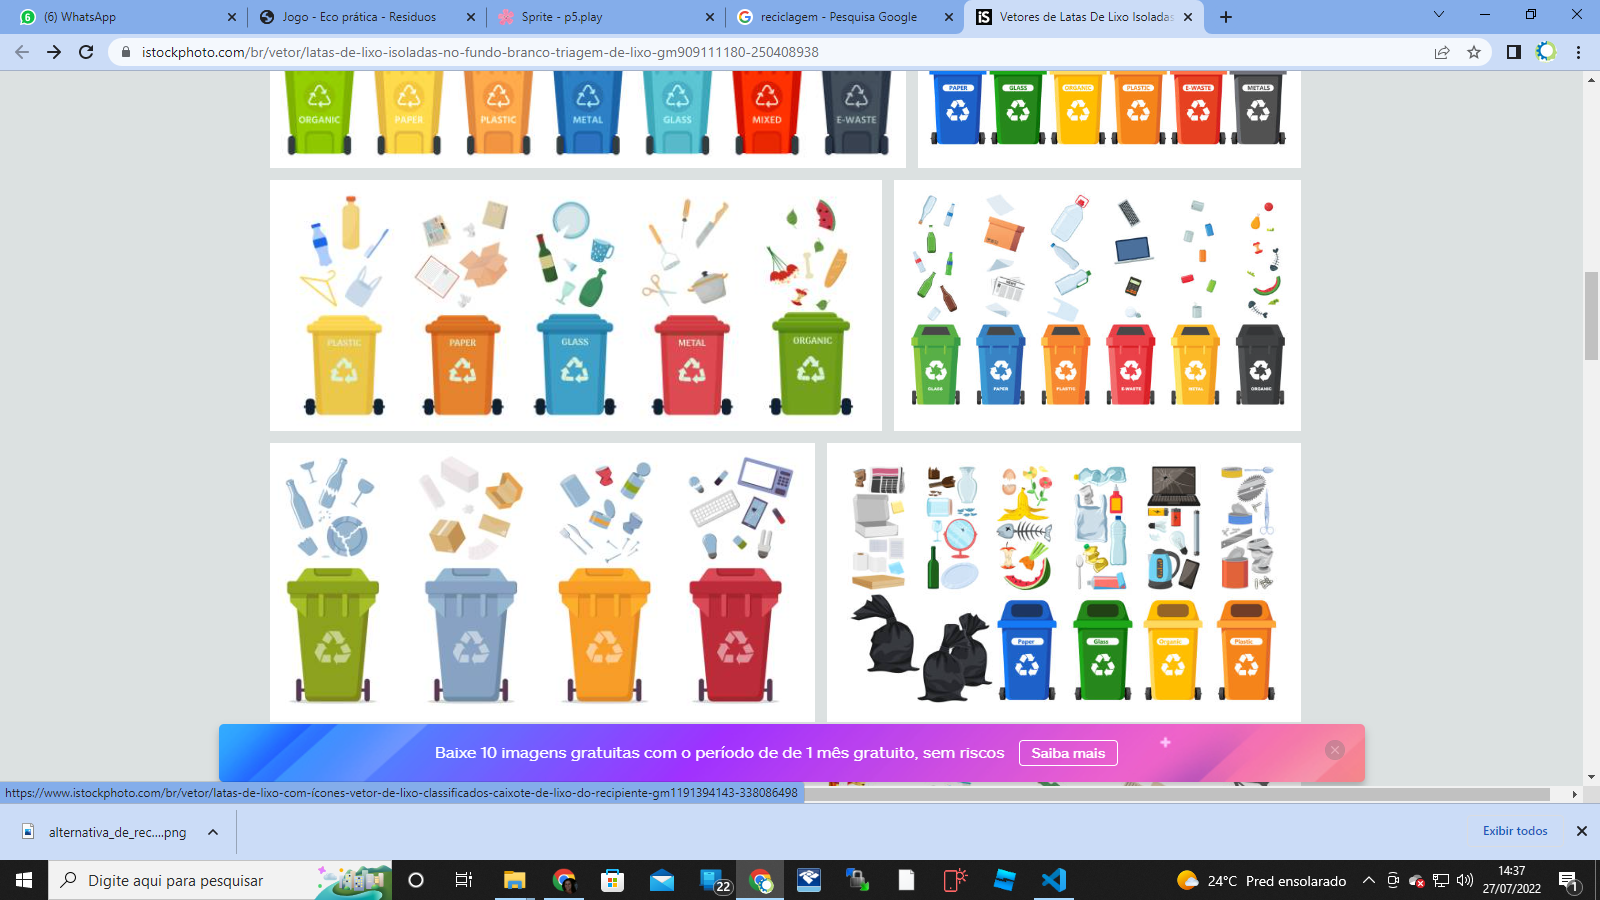 (6) WhatsApp
Jogo - Eco prática - Residuos
Sprite - p5.play
reciclagem - Pesquisa Google
Vetores de Latas De Lixo Isoladas
istockphoto.com/br/vetor/latas-de-lixo-isoladas-no-fundo-branco-triagem-de-lixo-gm909111180-250408938
ORGANIC PAPER PLASTIC METAL GLASS MIXED E-WASTE
PAPER GLASS ORGANIC PLASTIC E-WASTE METALS
PLASTIC PAPER GLASS METAL ORGANIC
GLASS PAPER PLASTIC E-WASTE METAL ORGANIC
Paper Glass Organic Plastic
Baixe 10 imagens gratuitas com o período de de 1 mês gratuito, sem riscos
Saiba mais
https://www.istockphoto.com/br/vetor/latas-de-lixo-com-ícones-vetor-de-lixo-classificados-caixote-de-lixo-do-recipiente-gm1191394143-338086498
alternativa_de_rec....png
Exibir todos
Digite aqui para pesquisar
22
24°C Pred ensolarado
14:37
27/07/2022
1